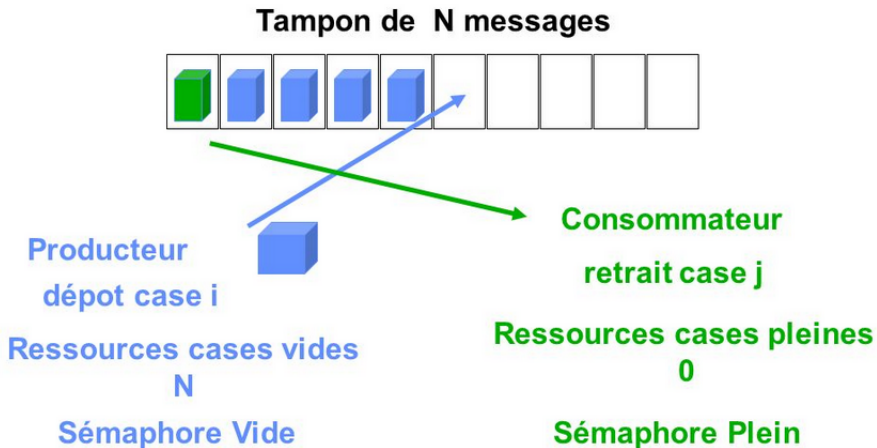 Tampon de N messages
Producteur
dépot case i
Ressources cases vides
N
Sémaphore Vide
Consommateur
retrait case j
Ressources cases pleines
0
Sémaphore Plein